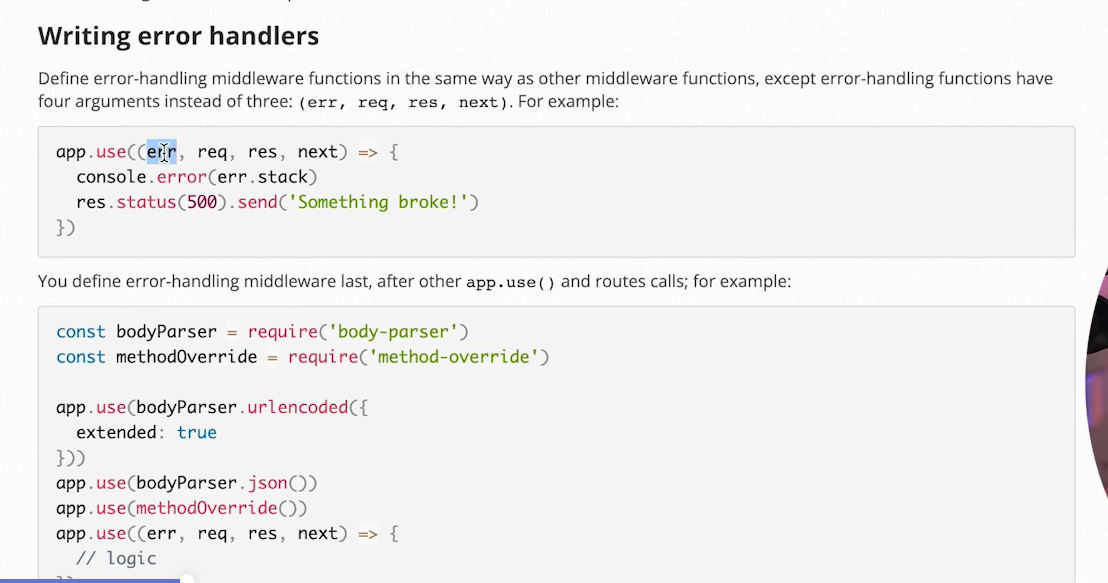 Writing error handlers
Define error-handling middleware functions in the same way as other middleware functions, except error-handling functions have
four arguments instead of three: (err, req, res, next). For example:
app.use((err, req, res, next) => {
  console.error(err.stack)
  res.status(500).send('Something broke!')
})
You define error-handling middleware last, after other app.use() and routes calls; for example:
const bodyParser = require('body-parser')
const methodOverride = require('method-override')
app.use(bodyParser.urlencoded({
  extended: true
}))
app.use(bodyParser.json())
app.use(methodOverride())
app.use((err, req, res, next) => {
  // logic